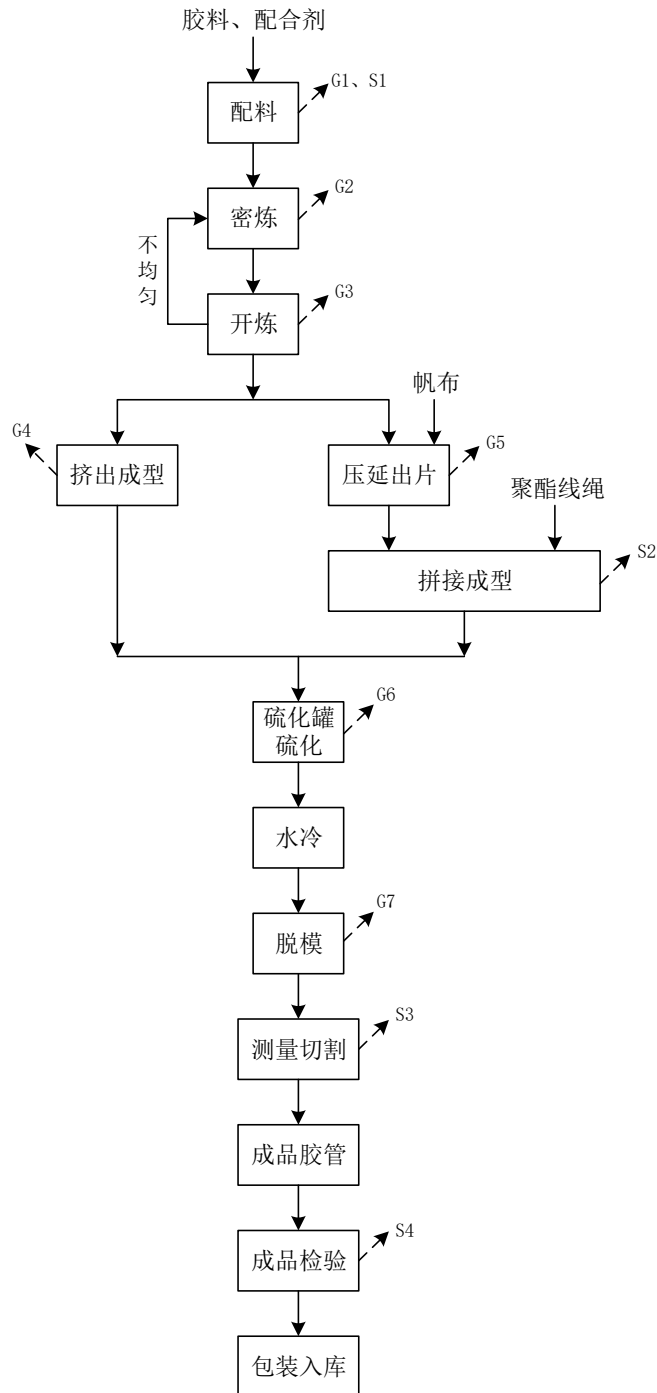 胶料、配合剂
配料
G1、S1
密炼
G2
不均匀
开炼
G3
帆布
G4
挤出成型
压延出片
G5
聚酯线绳
拼接成型
S2
硫化罐
硫化
G6
水冷
脱模
G7
测量切割
S3
成品胶管
成品检验
S4
包装入库